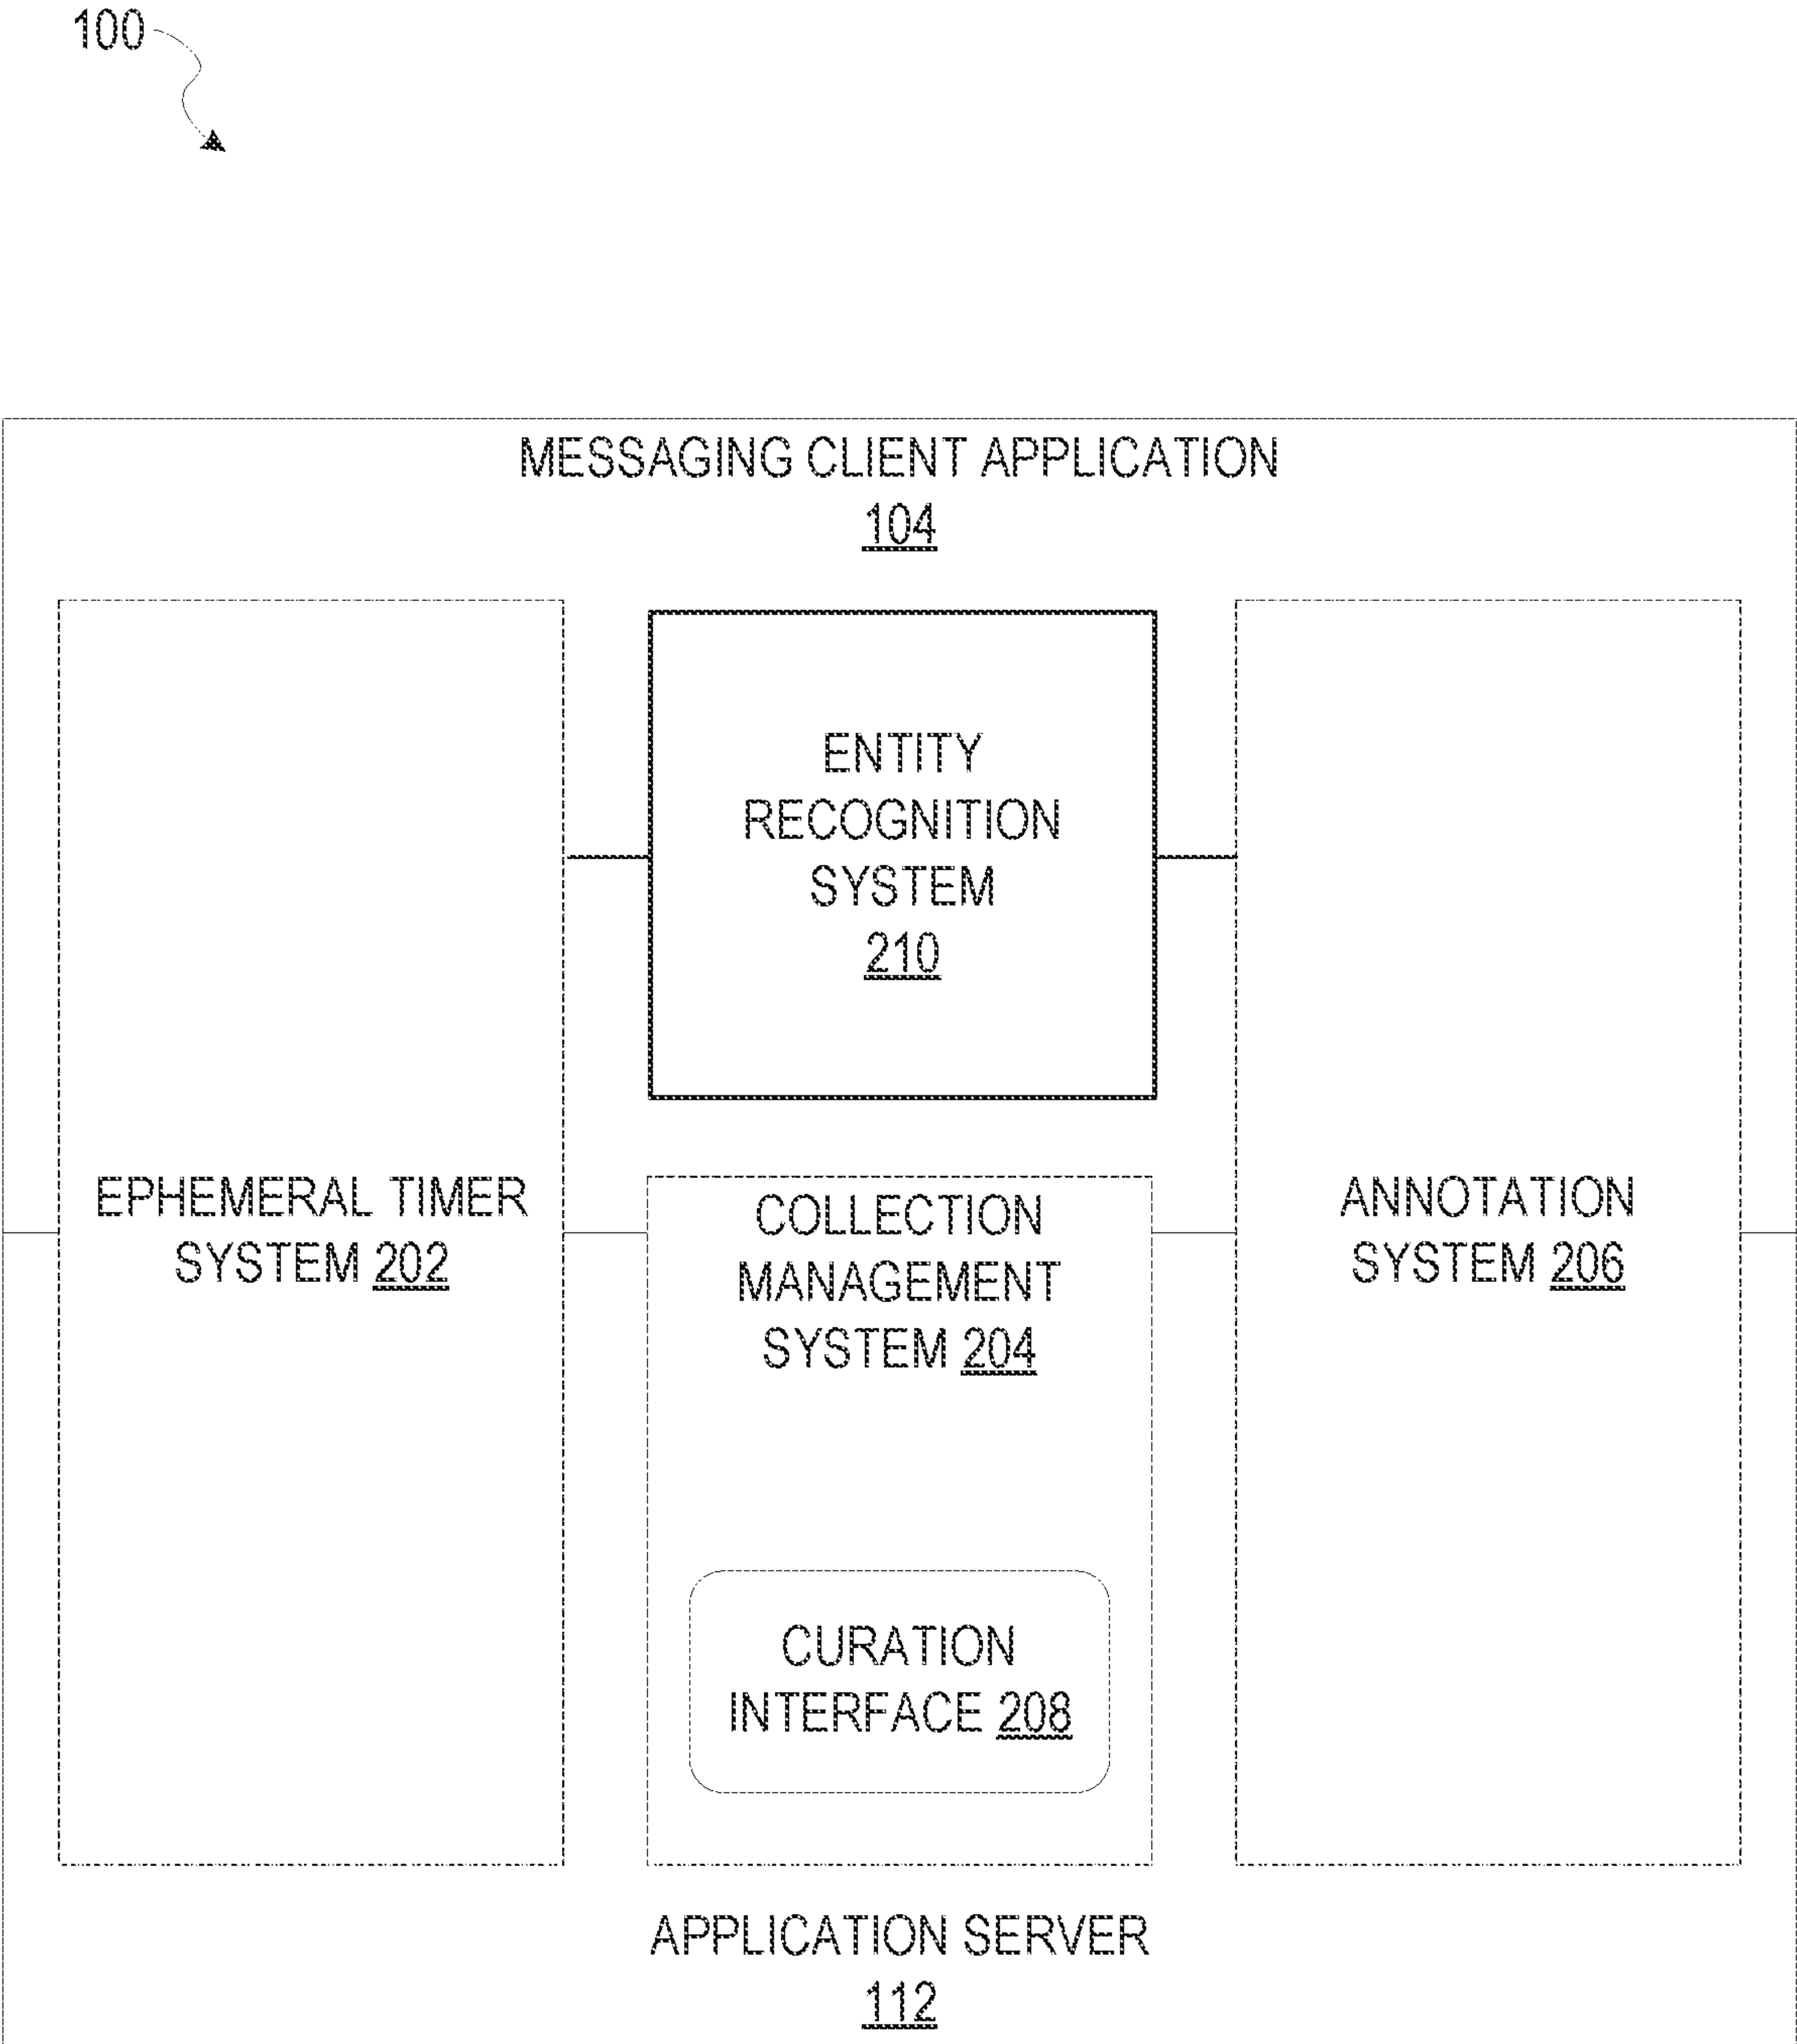 100
MESSAGING CLIENT APPLICATION
104
ENTITY
RECOGNITION
SYSTEM
210
EPHEMERAL TIMER
SYSTEM 202
COLLECTION
MANAGEMENT
SYSTEM 204
ANNOTATION
SYSTEM 206
CURATION
INTERFACE 208
APPLICATION SERVER
112